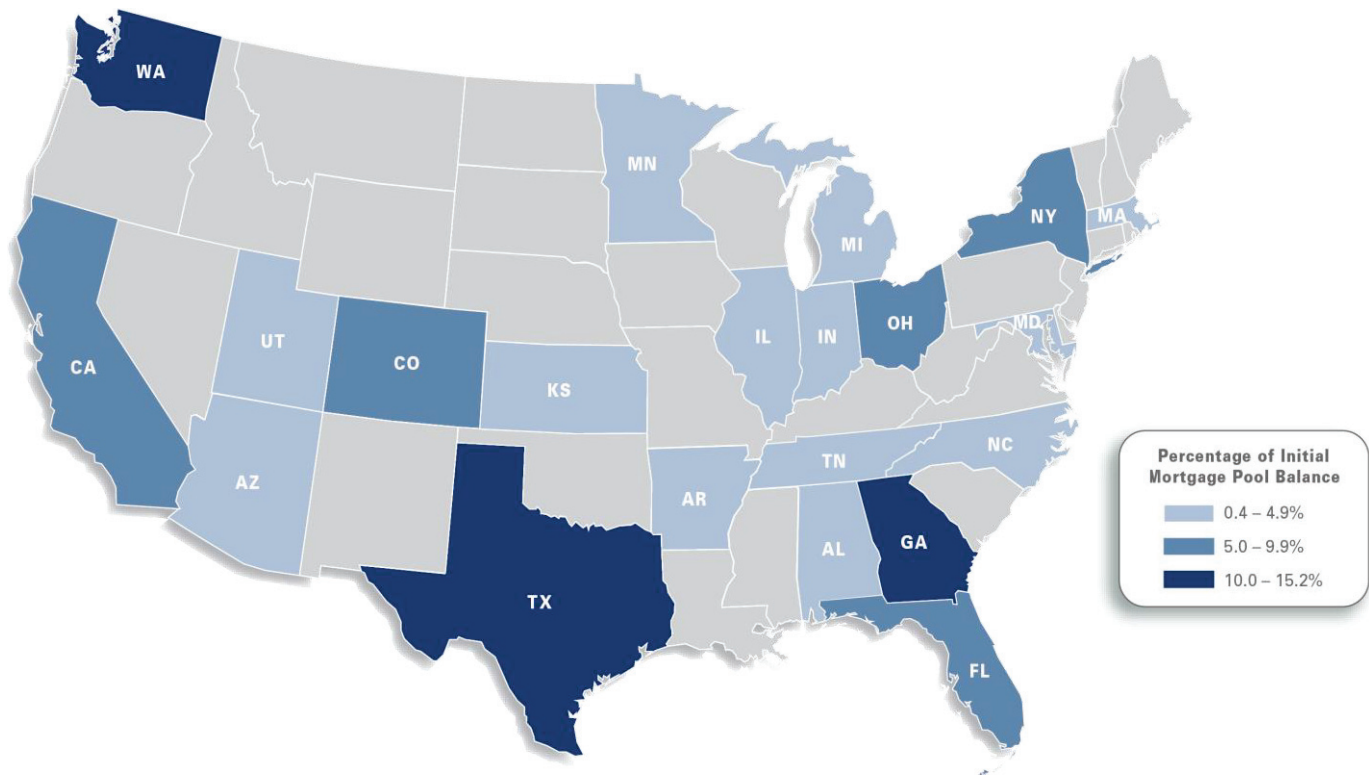 WA
MN
NY
MA
MI
UT
CO
CA
KS
IL
IN
OH
MD
AZ
AR
TN
NC
AL
GA
TX
FL
Percentage of Initial
Mortgage Pool Balance
0.4 – 4.9%
5.0 – 9.9%
10.0 – 15.2%